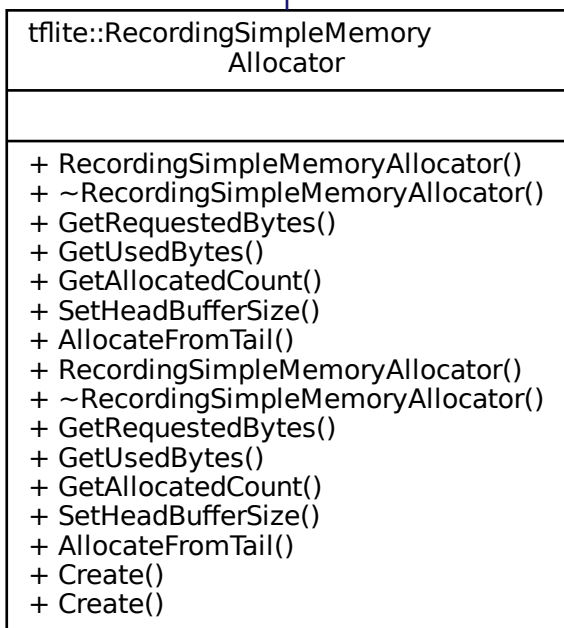 tflite::RecordingSimpleMemory
Allocator
+ RecordingSimpleMemoryAllocator()
+ ~RecordingSimpleMemoryAllocator()
+ GetRequestedBytes()
+ GetUsedBytes()
+ GetAllocatedCount()
+ SetHeadBufferSize()
+ AllocateFromTail()
+ RecordingSimpleMemoryAllocator()
+ ~RecordingSimpleMemoryAllocator()
+ GetRequestedBytes()
+ GetUsedBytes()
+ GetAllocatedCount()
+ SetHeadBufferSize()
+ AllocateFromTail()
+ Create()
+ Create()